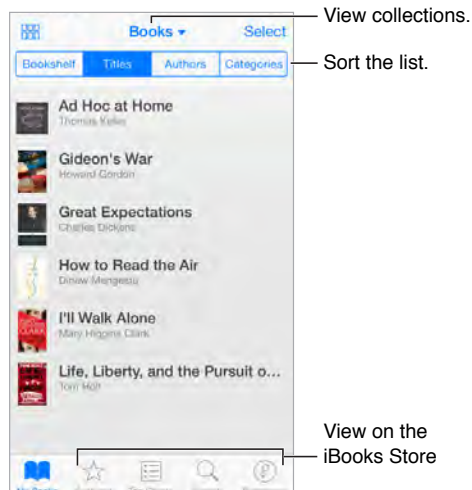 Books
Select
View collections.
Bookshelf
Titles
Authors
Categories
Sort the list.
Ad Hoc at Home
Thomas Keller
Gideon's War
Howard Gordon
Great Expectations
Charles Dickens
How to Read the Air
Dinaw Mengestu
I'll Walk Alone
Mary Higgins Clark
Life, Liberty, and the Pursuit o...
Tom Holt
View on the
iBooks Store